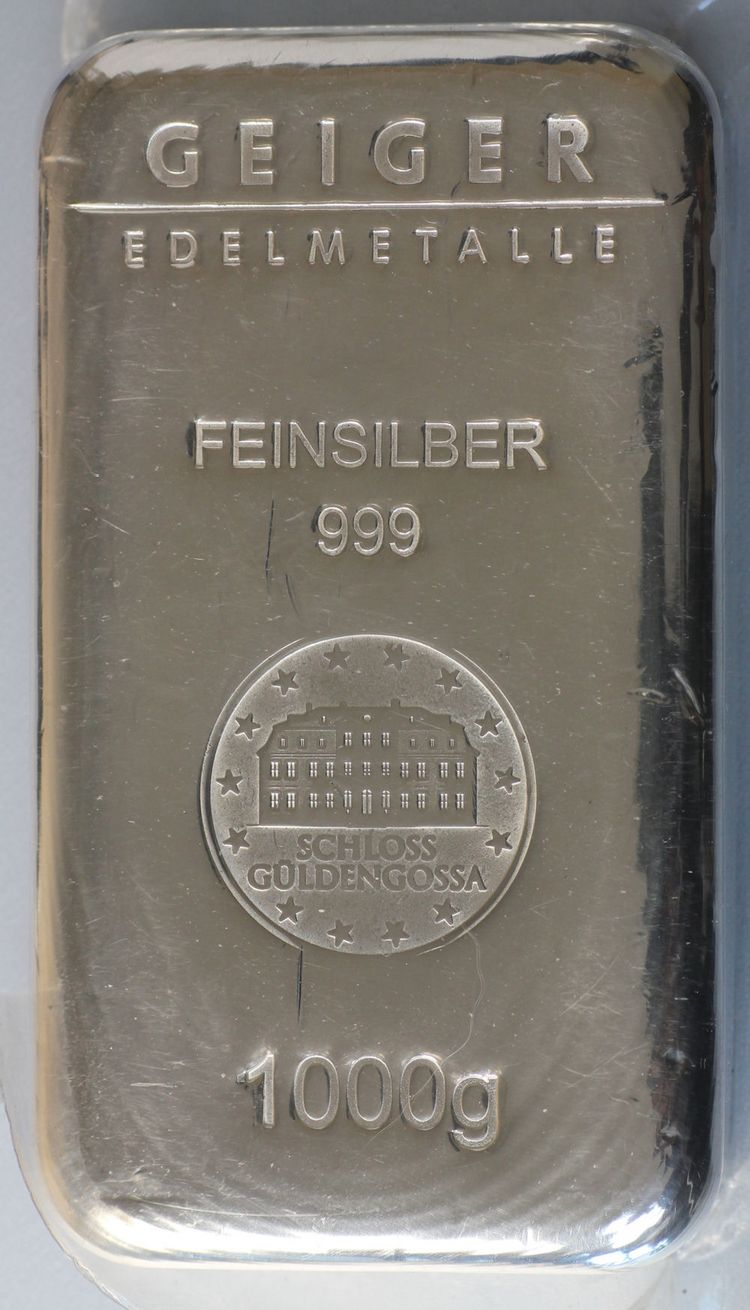 GEIGER
EDELMETALLE
FEINSILBER
999
SCHLOSS
GÜLDENGOSSA
1000g